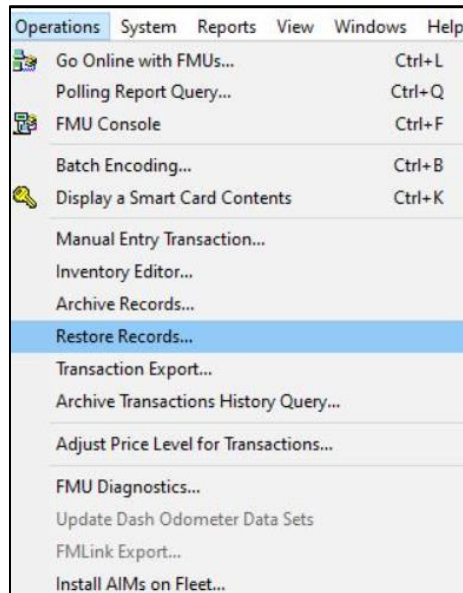 Operations System Reports View Windows Help
Go Online with FMUs... Ctrl+L
Polling Report Query... Ctrl+Q
FMU Console Ctrl+F
Batch Encoding... Ctrl+B
Display a Smart Card Contents Ctrl+K
Manual Entry Transaction...
Inventory Editor...
Archive Records...
Restore Records...
Transaction Export...
Archive Transactions History Query...
Adjust Price Level for Transactions...
FMU Diagnostics...
Update Dash Odometer Data Sets
FMLink Export...
Install AIMs on Fleet...